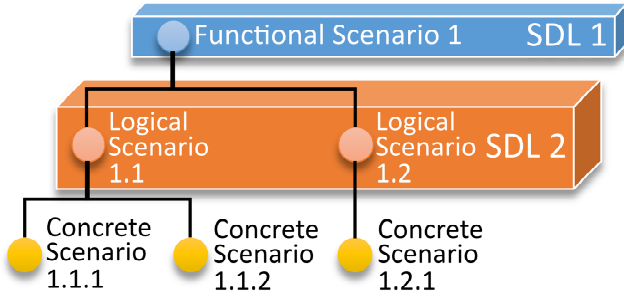 Functional Scenario 1 SDL 1
Logical
Scenario
1.1
Logical
Scenario
1.2
SDL 2
Concrete
Scenario
1.1.1
Concrete
Scenario
1.1.2
Concrete
Scenario
1.2.1